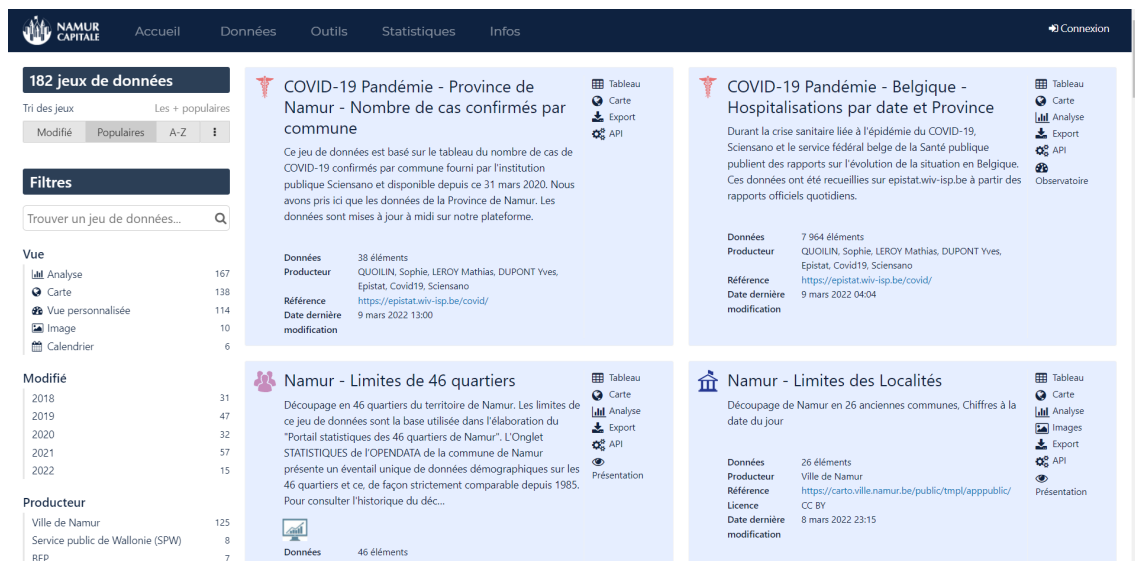 NAMUR
CAPITALE
Accueil
Données
Outils
Statistiques
Infos
Connexion
182 jeux de données
Tri des jeux
Les + populaires
Modifié
Populaires
A-Z
Filtres
Trouver un jeu de données...
Vue
Analyse 167
Carte 138
Vue personnalisée 114
Image 10
Calendrier 6
Modifié
2018 31
2019 47
2020 32
2021 57
2022 15
Producteur
Ville de Namur 125
Service public de Wallonie (SPW) 8
BEP 7
COVID-19 Pandémie - Province de
Namur - Nombre de cas confirmés par
commune
Ce jeu de données est basé sur le tableau du nombre de cas de
COVID-19 confirmés par commune fourni par l'institution
publique Sciensano et disponible depuis ce 31 mars 2020. Nous
avons pris ici que les données de la Province de Namur. Les
données sont mises à jour à midi sur notre plateforme.
Données 38 éléments
Producteur QUOILIN, Sophie, LEROY Mathias, DUPONT Yves,
Epistat, Covid19, Sciensano
Référence https://epistat.wiv-isp.be/covid/
Date dernière 9 mars 2022 13:00
modification
Tableau
Carte
Export
API
COVID-19 Pandémie - Belgique -
Hospitalisations par date et Province
Durant la crise sanitaire liée à l'épidémie du COVID-19,
Sciensano et le service fédéral belge de la Santé publique
publient des rapports sur l'évolution de la situation en Belgique.
Ces données ont été recueillies sur epistat.wiv-isp.be à partir des
rapports officiels quotidiens.
Données 7 964 éléments
Producteur QUOILIN, Sophie, LEROY Mathias, DUPONT Yves,
Epistat, Covid19, Sciensano
Référence https://epistat.wiv-isp.be/covid/
Date dernière 9 mars 2022 04:04
modification
Tableau
Carte
Analyse
Export
API
Observatoire
Namur - Limites de 46 quartiers
Découpage en 46 quartiers du territoire de Namur. Les limites de
ce jeu de données sont la base utilisée dans l'élaboration du
"Portail statistiques des 46 quartiers de Namur". L'Onglet
STATISTIQUES de l'OPENDATA de la commune de Namur
présente un éventail unique de données démographiques sur les
46 quartiers et ce, de façon strictement comparable depuis 1985.
Pour consulter l'historique du déc...
Données 46 éléments
Tableau
Carte
Analyse
Export
API
Présentation
Namur - Limites des Localités
Découpage de Namur en 26 anciennes communes, Chiffres à la
date du jour
Données 26 éléments
Producteur Ville de Namur
Référence https://carto.ville.namur.be/public/tmpl/apppublic/
Licence CC BY
Date dernière 8 mars 2022 23:15
modification
Tableau
Carte
Analyse
Images
Export
API
Présentation